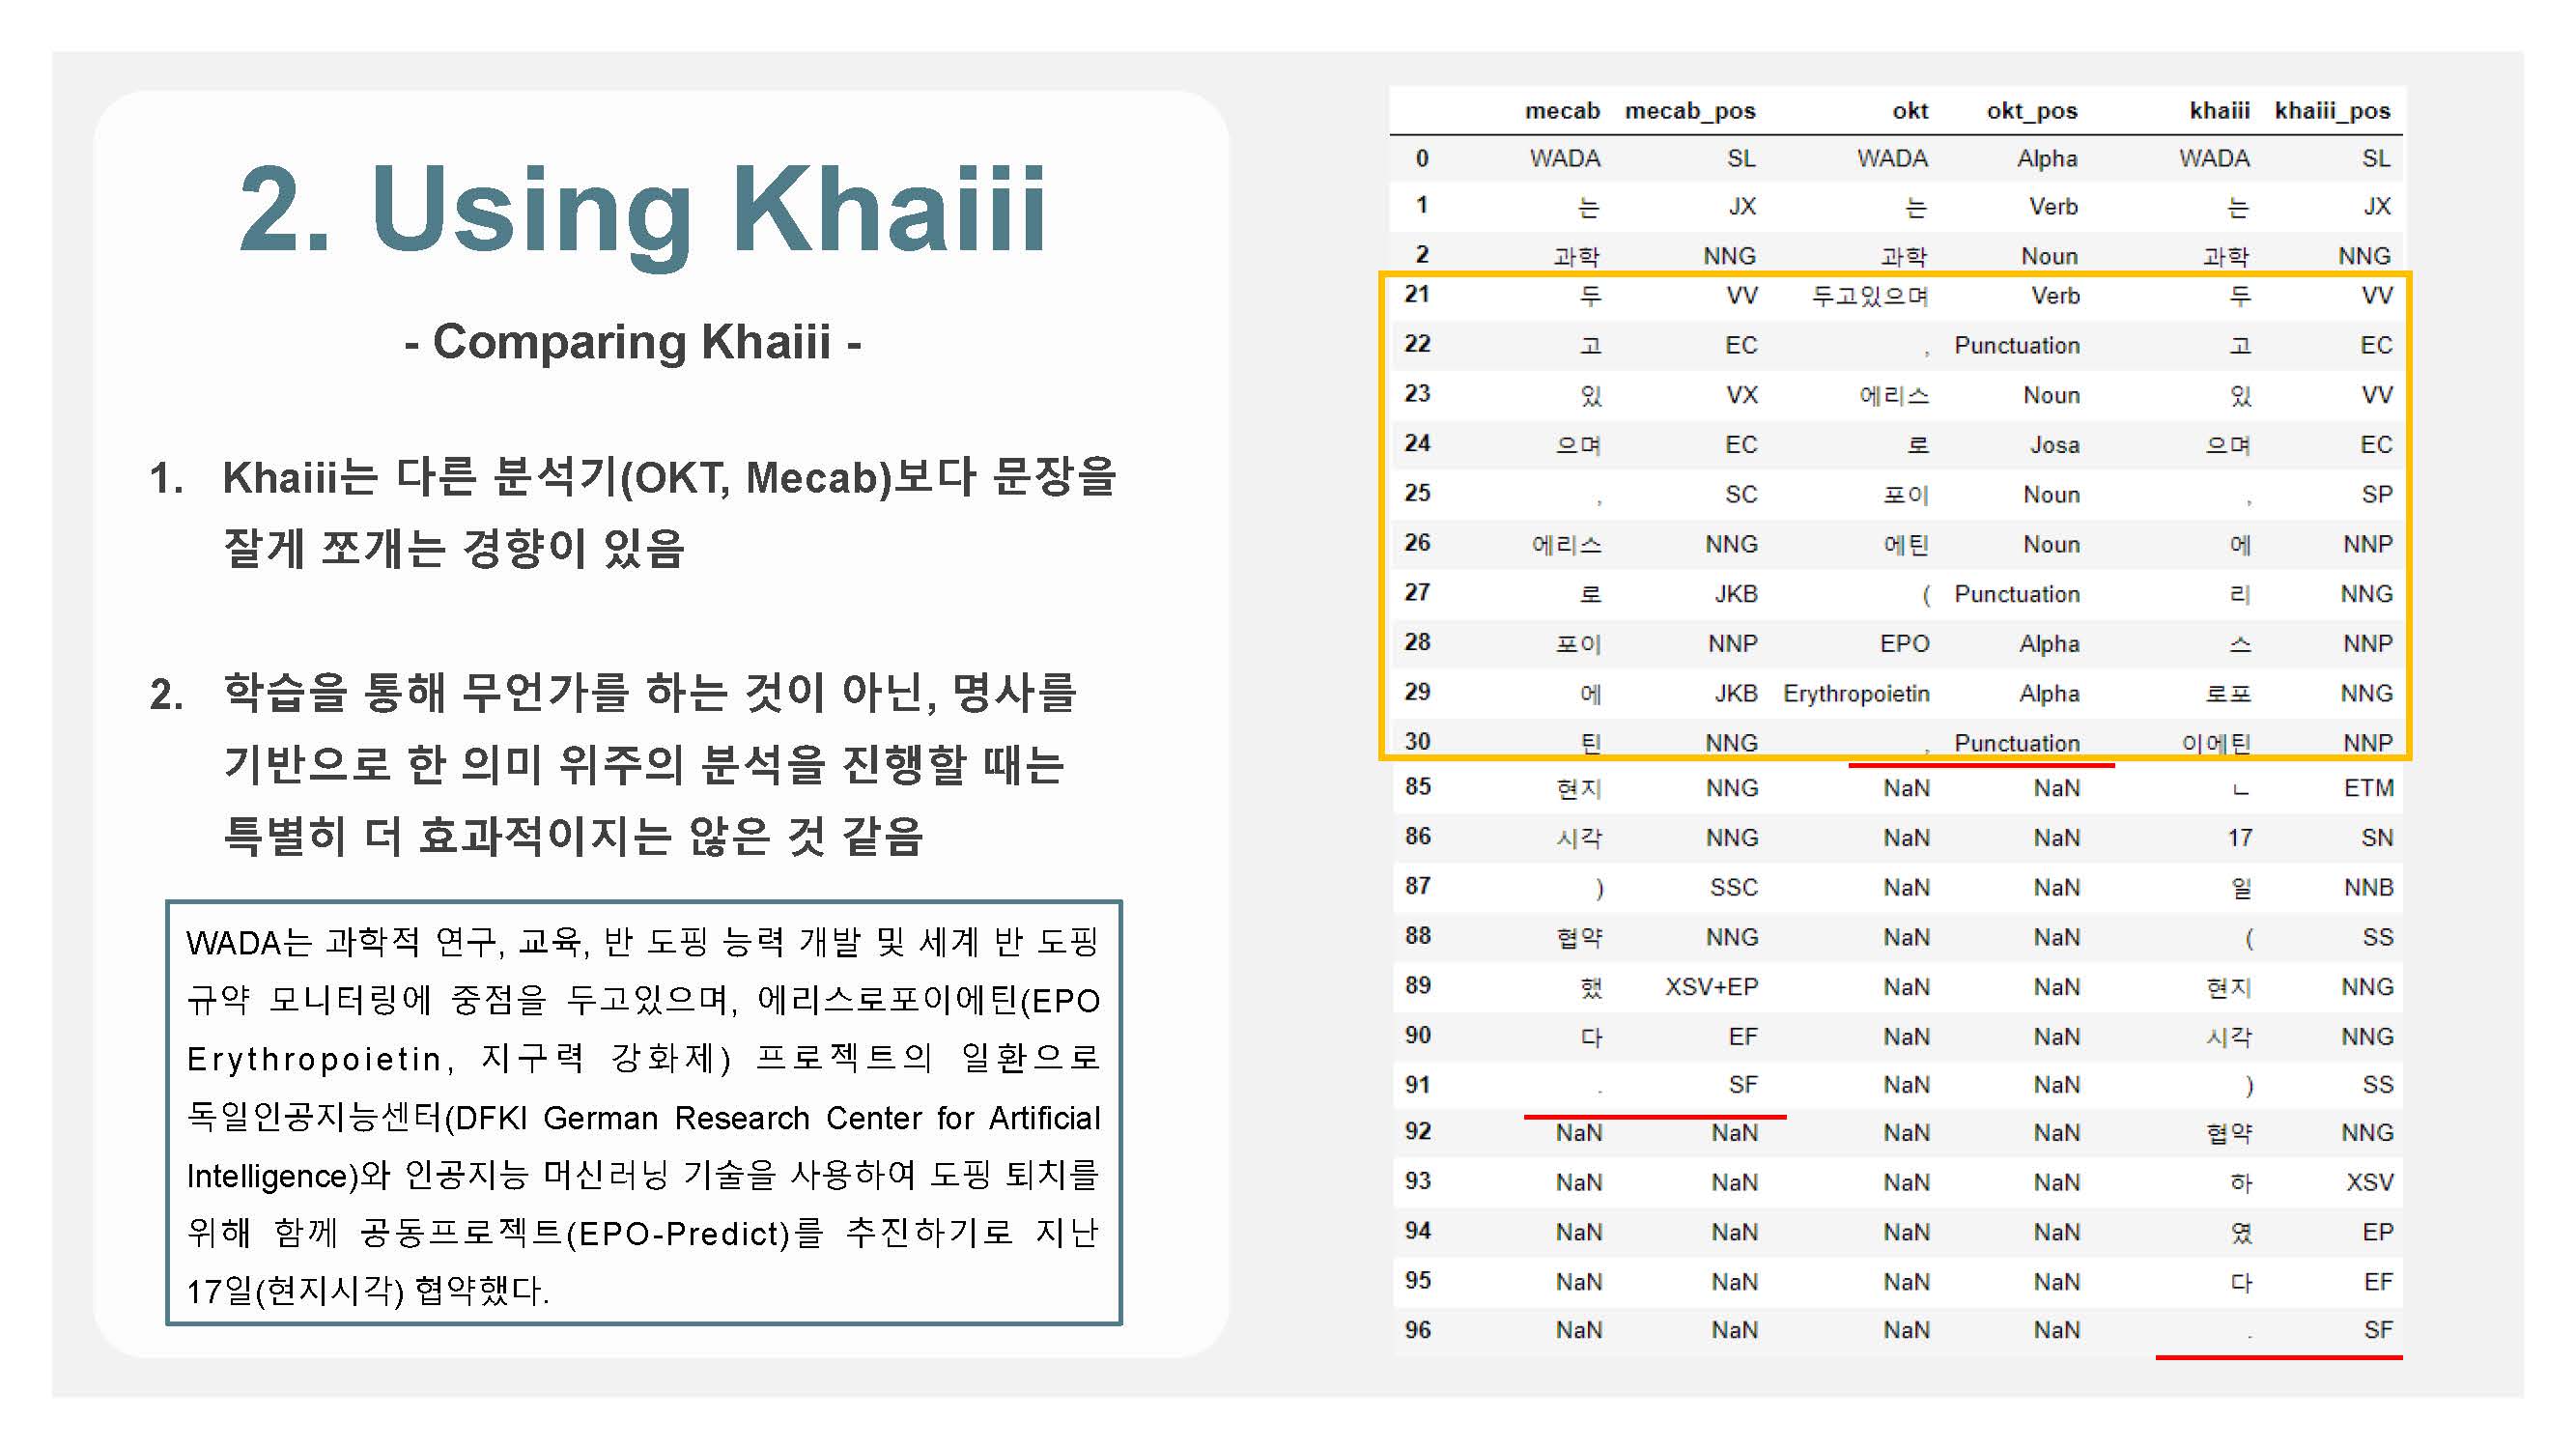 2. Using Khaiii
- Comparing Khaiii -
1. Khaiii는 다른 분석기(OKT, Mecab)보다 문장을
잘게 쪼개는 경향이 있음
2. 학습을 통해 무언가를 하는 것이 아닌, 명사를
기반으로 한 의미 위주의 분석을 진행할 때는
특별히 더 효과적이지는 않은 것 같음
WADA는 과학적 연구, 교육, 반 도핑 능력 개발 및 세계 반 도핑
규약 모니터링에 중점을 두고있으며, 에리스로포이에틴(EPO
Erythropoietin, 지구력 강화제) 프로젝트의 일환으로
독일인공지능센터(DFKI German Research Center for Artificial
Intelligence)와 인공지능 머신러닝 기술을 사용하여 도핑 퇴치를
위해 함께 공동프로젝트(EPO-Predict)를 추진하기로 지난
17일(현지시각) 협약했다.
mecab mecab_pos okt okt_pos khaiii khaiii_pos
0 WADA SL WADA Alpha WADA SL
1 는 JX 는 Verb 는 JX
2 과학 NNG 과학 Noun 과학 NNG
21 두 VV 두고있으며 Verb 두 VV
22 고 EC , Punctuation 고 EC
23 있 VX 에리스 Noun 있 VV
24 으며 EC 로 Josa 으며 EC
25 , SC 포이 Noun , SP
26 에리스 NNG 에틴 Noun 에 NNP
27 로 JKB ( Punctuation 리 NNG
28 포이 NNP EPO Alpha 스 NNP
29 에 JKB Erythropoietin Alpha 로포 NNG
30 틴 NNG , Punctuation 이에틴 NNP
85 현지 NNG NaN NaN ㄴ ETM
86 시각 NNG NaN NaN 17 SN
87 ) SSC NaN NaN 일 NNB
88 협약 NNG NaN NaN ( SS
89 했 XSV+EP NaN NaN 현지 NNG
90 다 EF NaN NaN 시각 NNG
91 . SF NaN NaN ) SS
92 NaN NaN NaN NaN 협약 NNG
93 NaN NaN NaN NaN 하 XSV
94 NaN NaN NaN NaN 였 EP
95 NaN NaN NaN NaN 다 EF
96 NaN NaN NaN NaN . SF